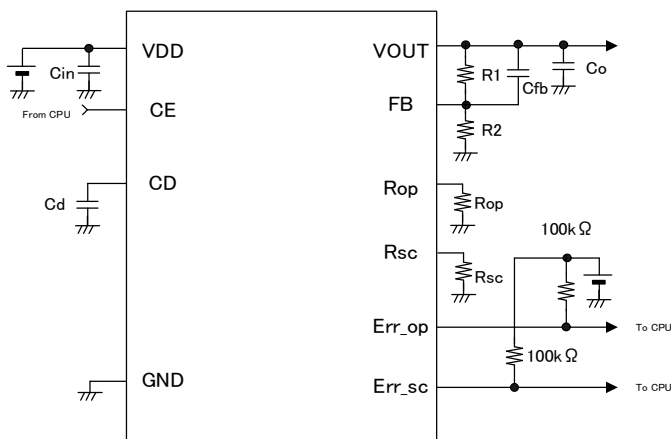 VDD
VOUT
Cin
R1
Cfb
Co
From CPU
CE
FB
R2
CD
Cd
Rop
Rop
100kΩ
Rsc
Rsc
Err_op
To CPU
100kΩ
GND
Err_sc
To CPU